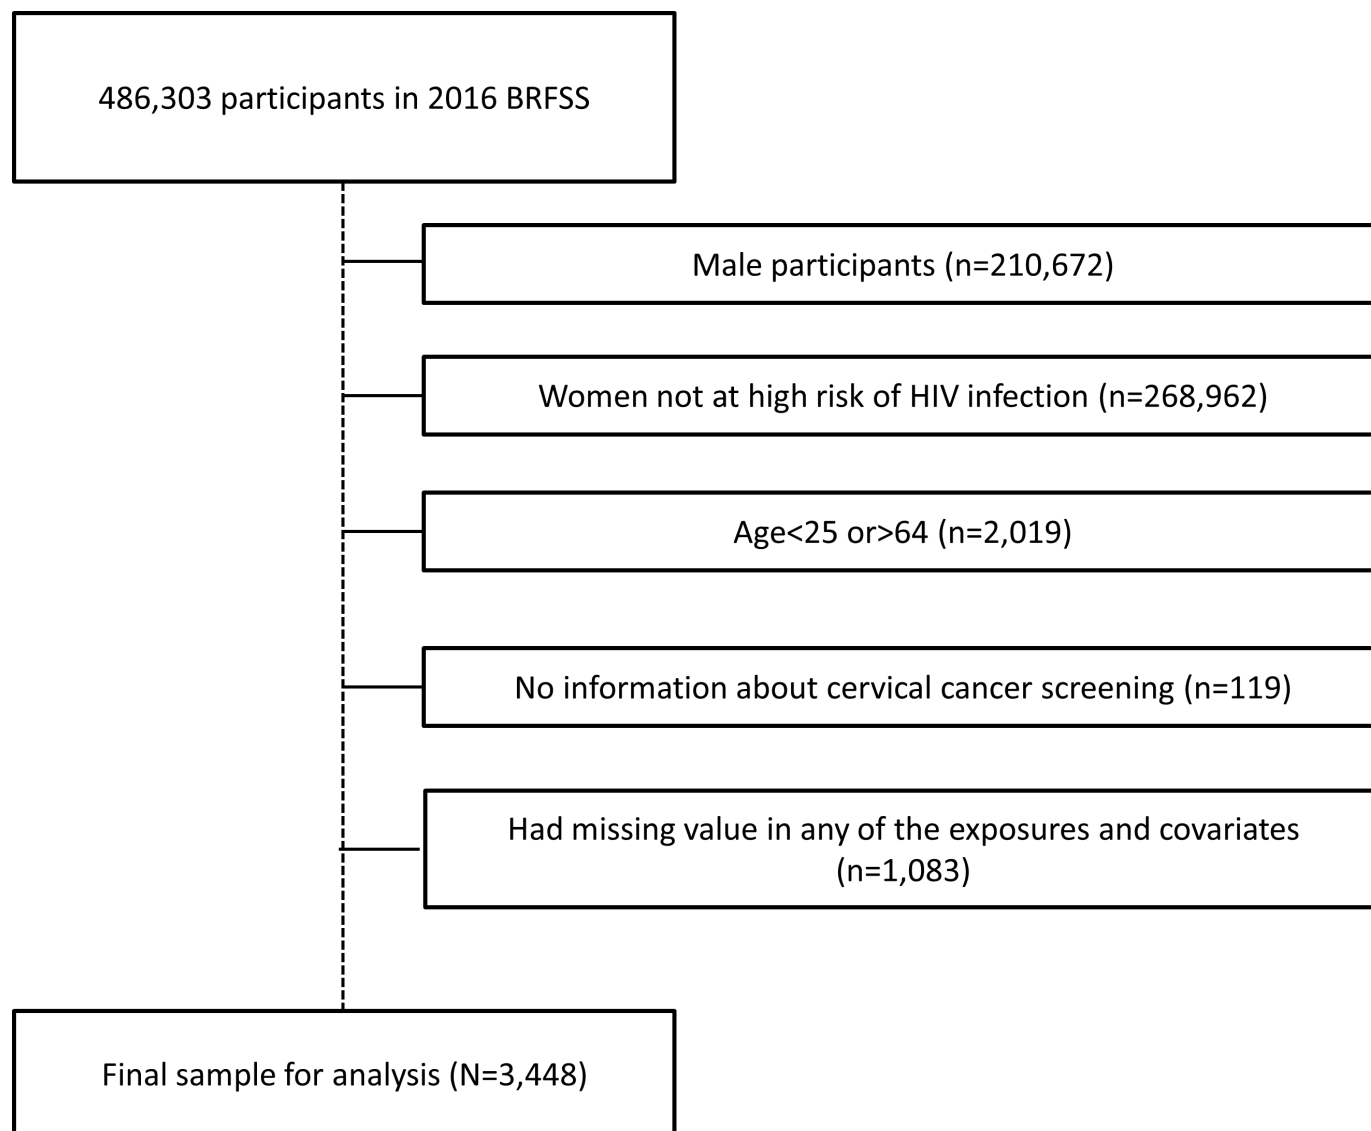 486,303 participants in 2016 BRFSS
Male participants (n=210,672)
Women not at high risk of HIV infection (n=268,962)
Age<25 or>64 (n=2,019)
No information about cervical cancer screening (n=119)
Had missing value in any of the exposures and covariates
(n=1,083)
Final sample for analysis (N=3,448)